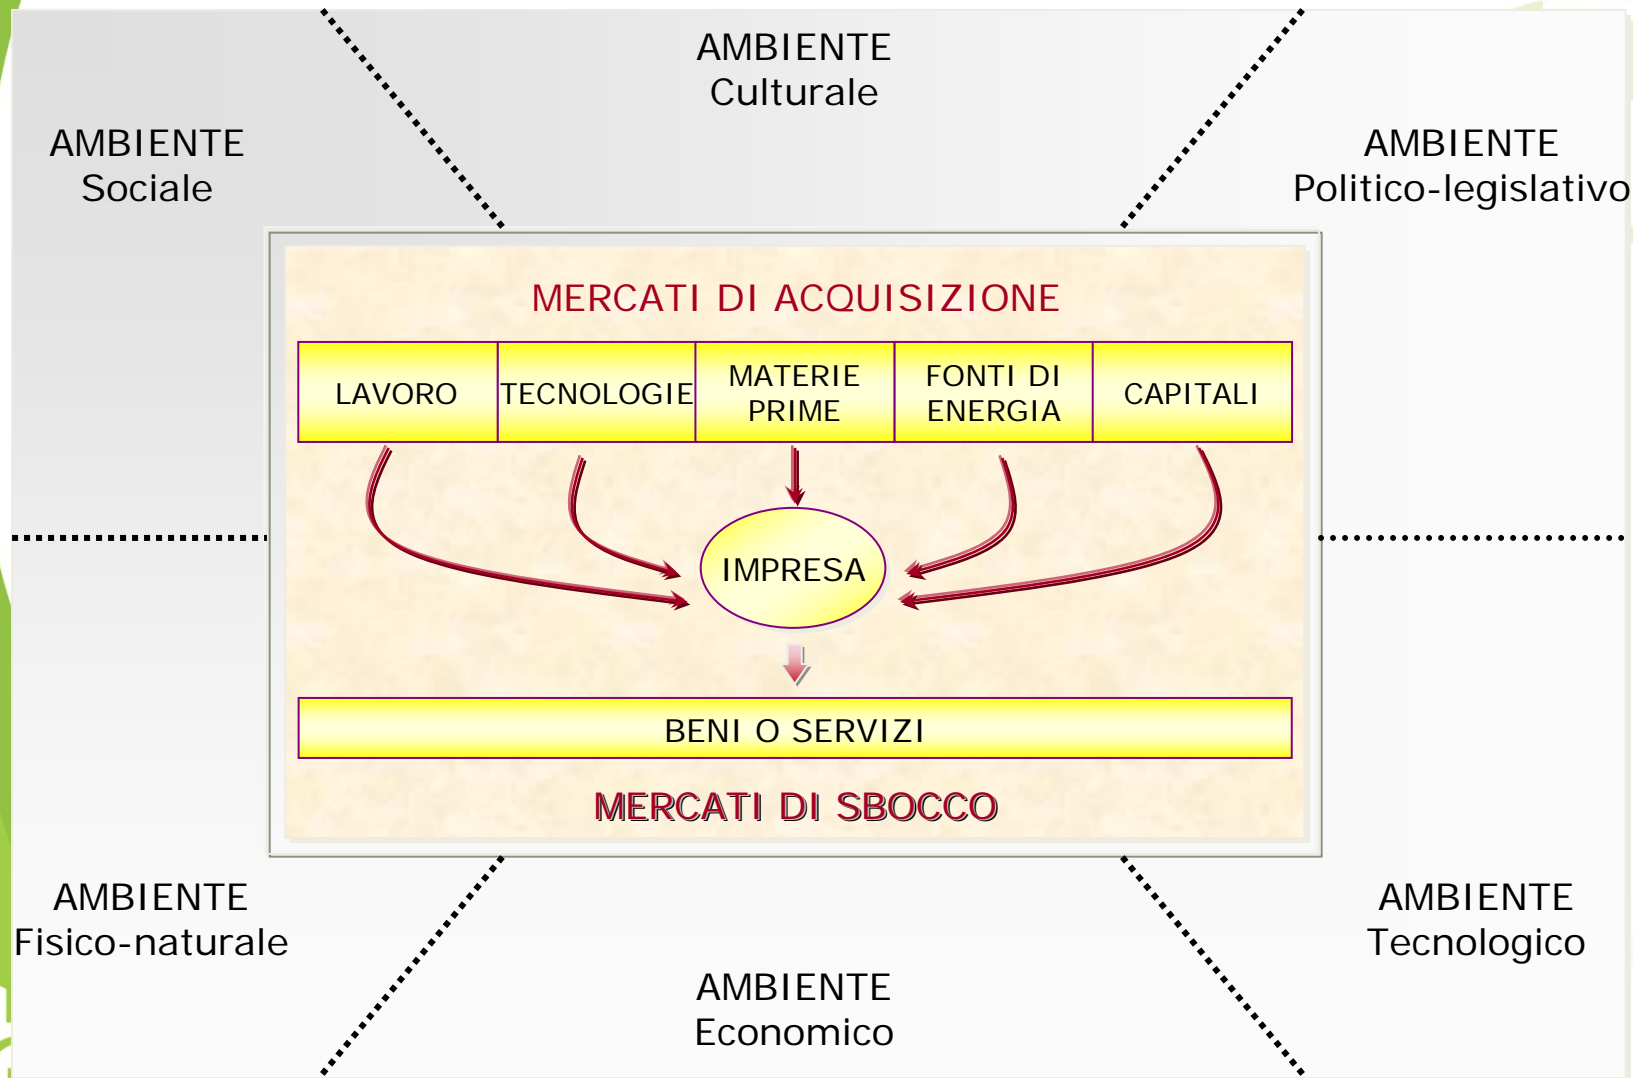 AMBIENTE
Culturale
AMBIENTE
Sociale
AMBIENTE
Politico-legislativo
MERCATI DI ACQUISIZIONE
LAVORO
TECNOLOGIE
MATERIE
PRIME
FONTI DI
ENERGIA
CAPITALI
IMPRESA
BENI O SERVIZI
MERCATI DI SBOCCO
AMBIENTE
Fisico-naturale
AMBIENTE
Tecnologico
AMBIENTE
Economico